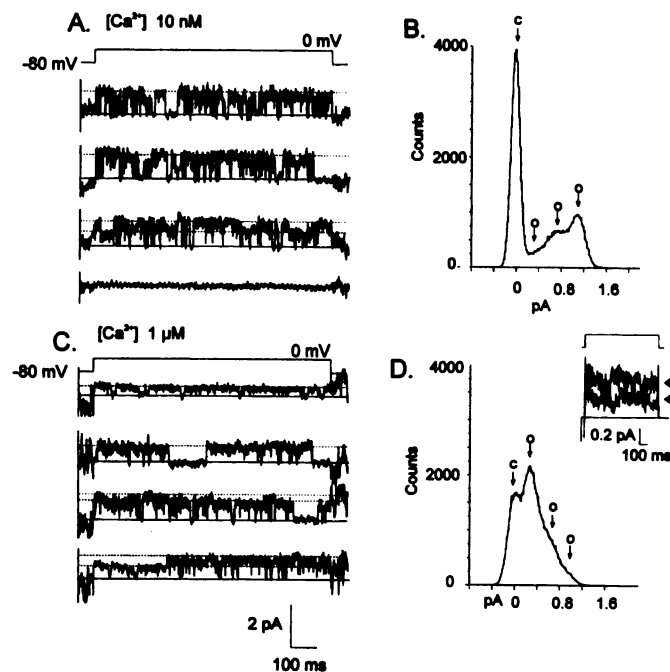 A. [Ca²⁺] 10 nM
0 mV
-80 mV
B.
c
4000
Counts
2000
o
o
o
0.
0 0.8 1.6
pA
C. [Ca²⁺] 1 µM
0 mV
-80 mV
2 pA
100 ms
D.
4000
Counts
2000
0
c
o
o
o
pA 0 0.8 1.6
0.2 pA
100 ms